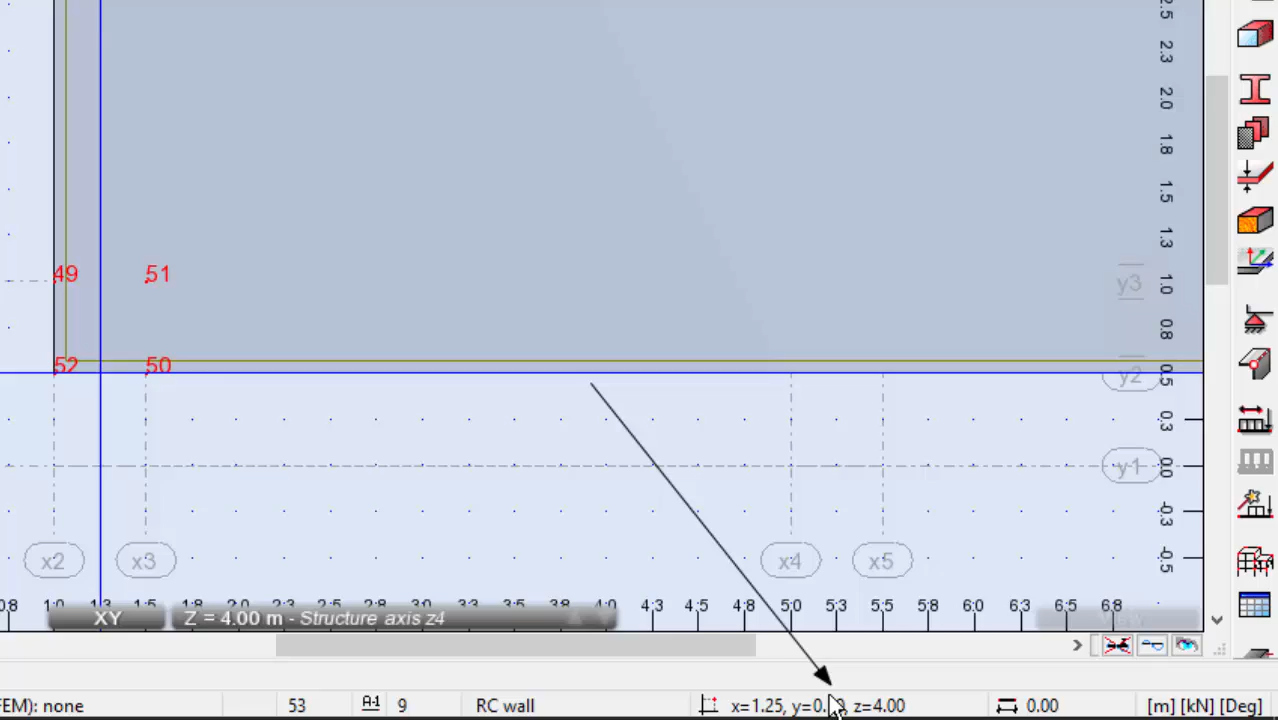 2.5
2.3
2.0
1.8
1.5
1.3
49 51 y3 1.0
0.8
52 50 y2 0.5
0.3
y1 0.0
-0.3
x2 x3 x4 x5 -0.5
0.8 1.0 1.3 1.5 1.8 2.0 2.3 2.5 2.8 3.0 3.3 3.5 3.8 4.0 4.3 4.5 4.8 5.0 5.3 5.5 5.8 6.0 6.3 6.5 6.8
XY Z = 4.00 m - Structure axis z4
FEM): none 53 9 RC wall x=1.25, z=4.00 0.00 [m] [kN] [Deg]